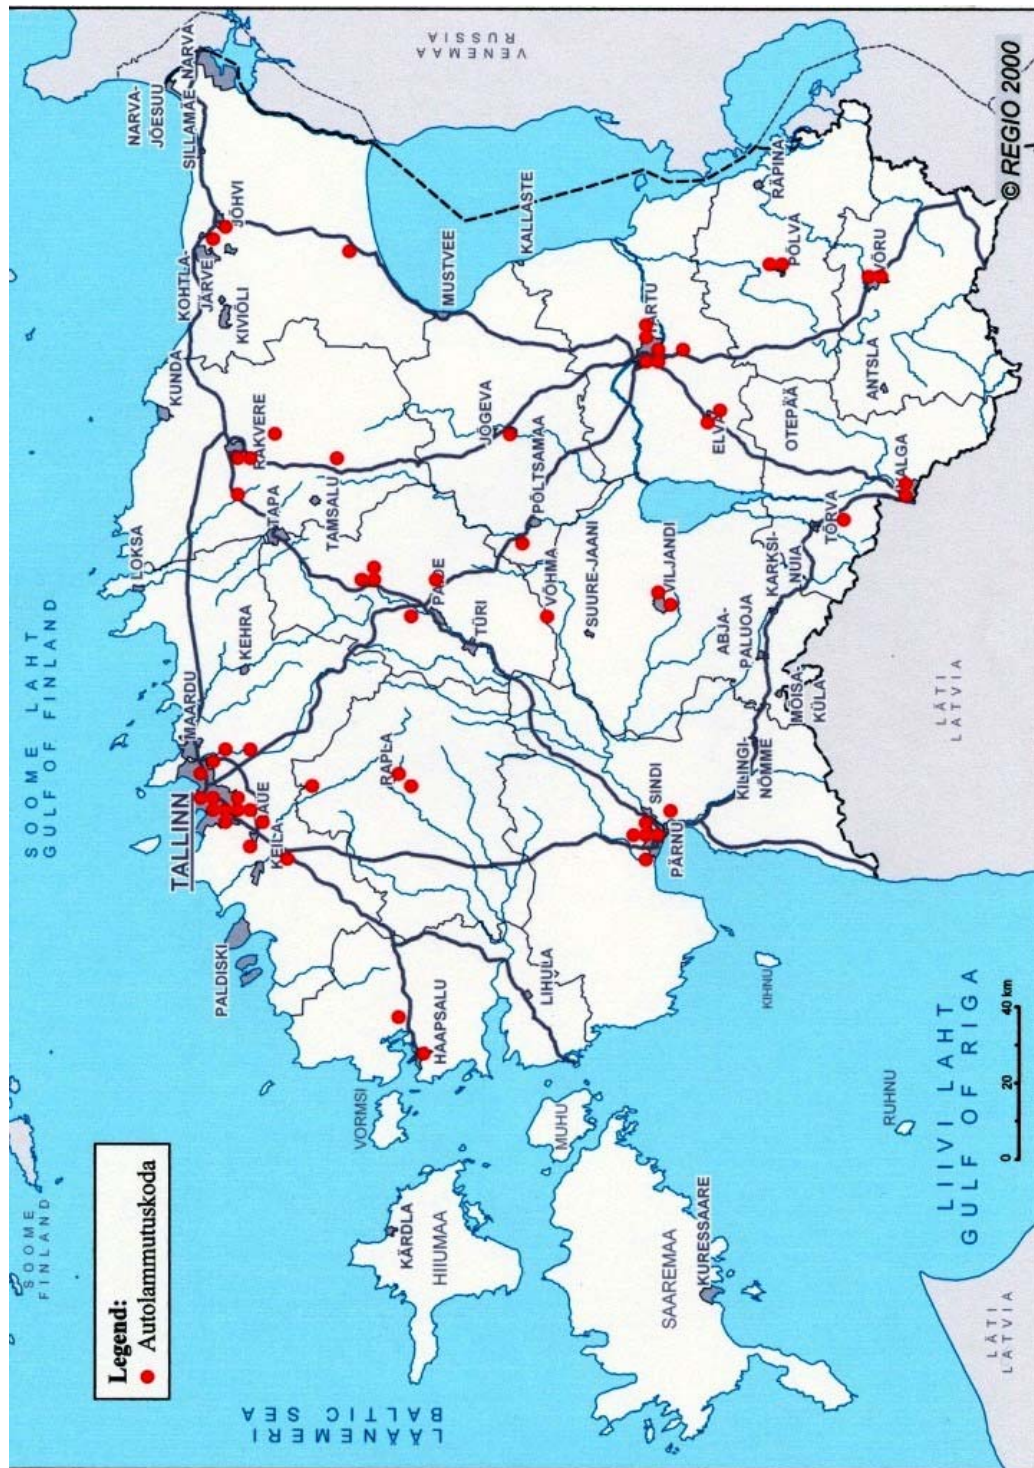 SOOME
FINLAND
SOOME LAHT
GULF OF FINLAND
Legend:
Autolammutuskoda
LÄÄNEMERI
BALTIC SEA
VENEMAA
RUSSIA
NARVA-
JÕESUU
SILLAMÄE
NARVA
KOHTLA-
JÄRVE
JÕHVI
KIVIÕLI
KUNDA
RAKVERE
LOKSA
TAPA
TAMSALU
KEHRA
MAARDU
TALLINN
SAUE
KEILA
PALDISKI
RAPLA
PAIDE
TÜRI
HAAPSALU
LIHULA
VORMSI
KÄRDLA
HIIUMAA
MUHU
SAAREMAA
KURESSAARE
MUSTVEE
KALLASTE
JÕGEVA
PÕLTSAMAA
VÕHMA
SUURE-JAANI
VILJANDI
TARTU
ELVA
OTEPÄÄ
RÄPINA
PÕLVA
VÕRU
ANTSLA
VALGA
TÕRVA
KARKSI-
NUIA
ABJA-
PALUOJA
MÕISA-
KÜLA
KILINGI-
NÕMME
SINDI
PÄRNU
KIHNU
RUHNU
LIIVI LAHT
GULF OF RIGA
LÄTI
LATVIA
LÄTI
LATVIA
0 20 40 km
© REGIO 2000